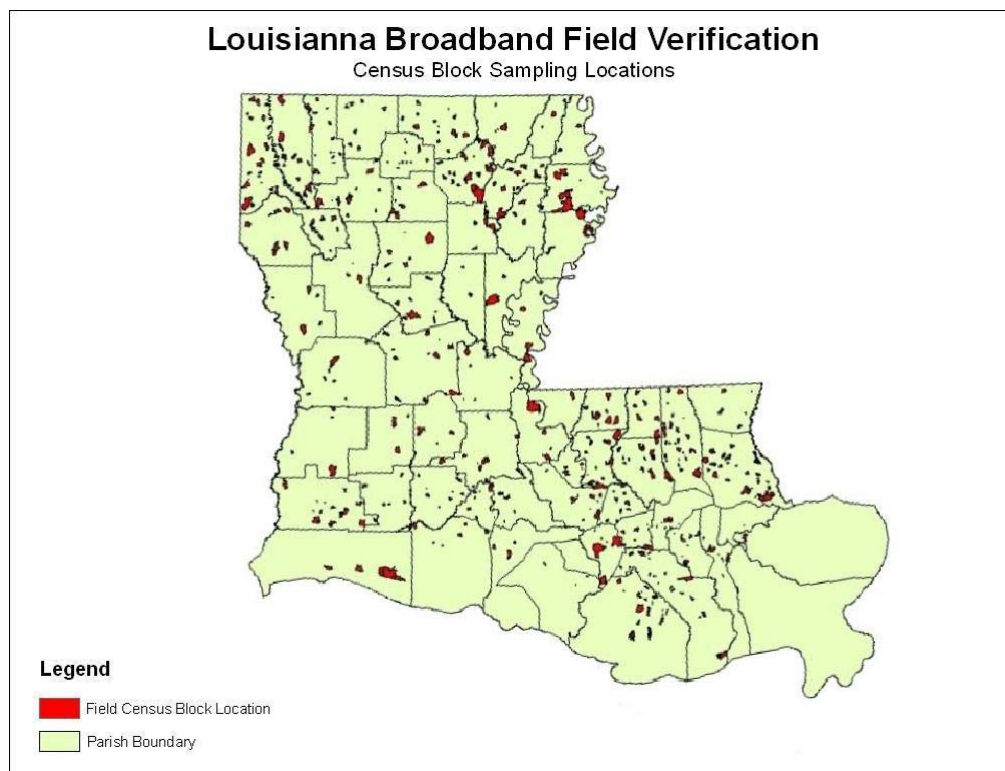 Louisianna Broadband Field Verification
Census Block Sampling Locations
Legend
Field Census Block Location
Parish Boundary